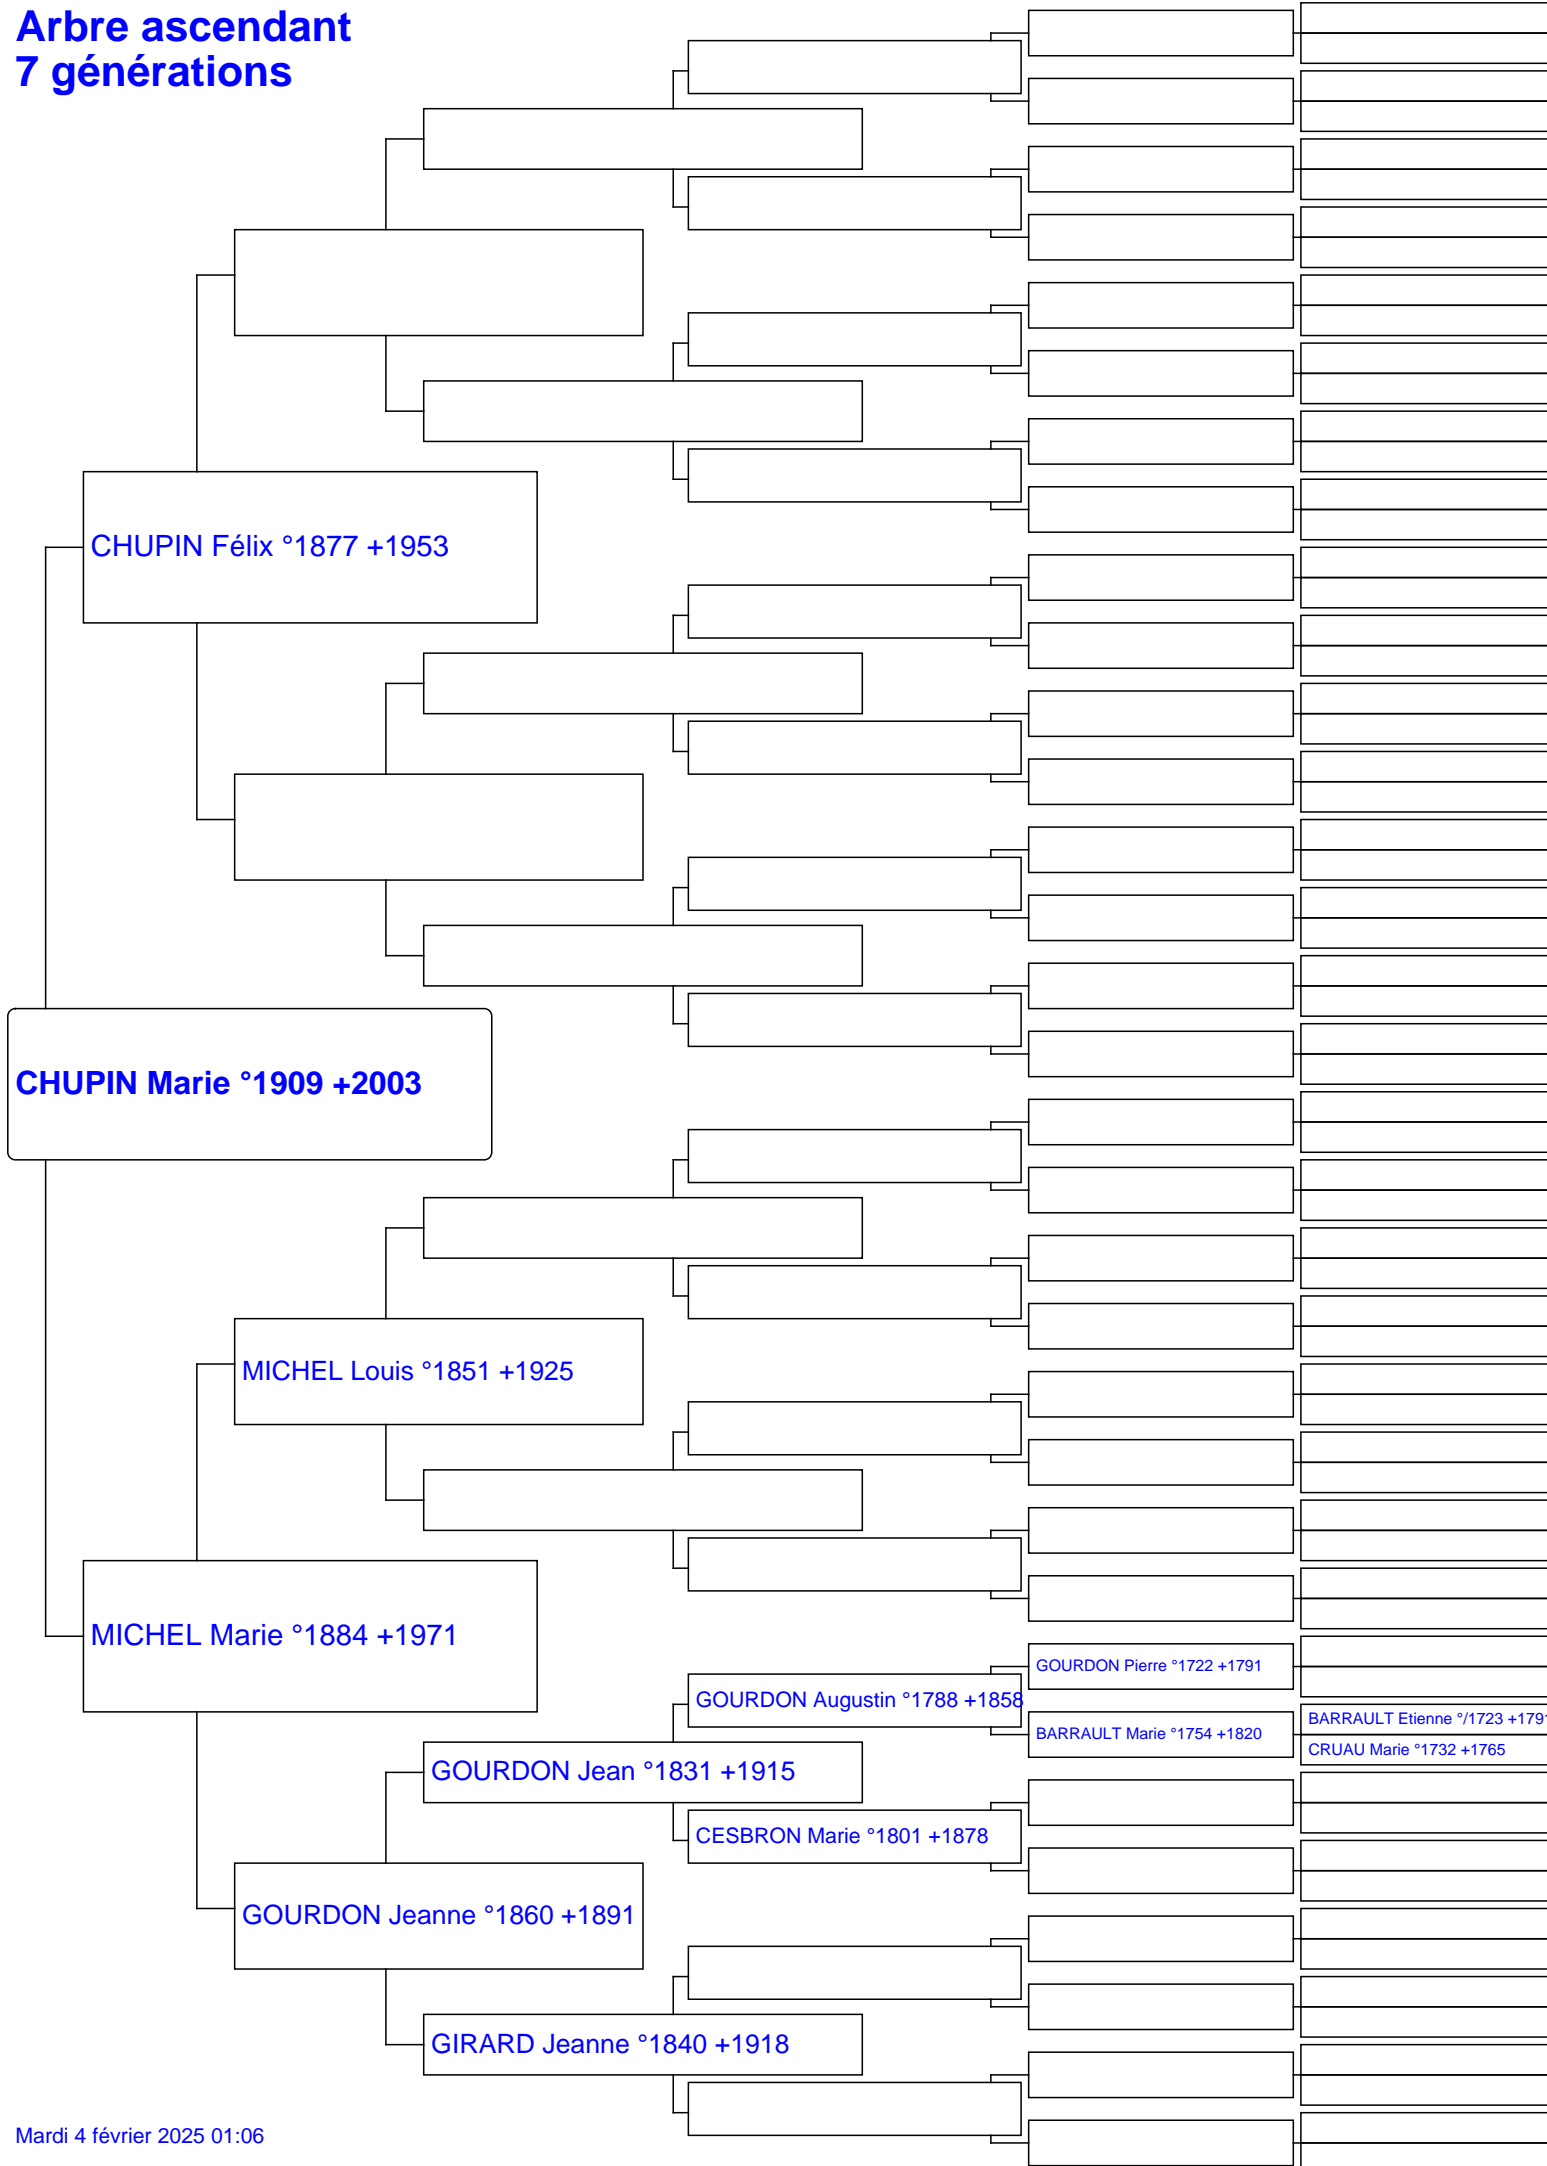 Arbre ascendant
7 générations
CHUPIN Félix °1877 +1953
CHUPIN Marie °1909 +2003
MICHEL Louis °1851 +1925
MICHEL Marie °1884 +1971
GOURDON Pierre °1722 +1791
GOURDON Augustin °1788 +1858
BARRAULT Etienne °/1723 +1791
BARRAULT Marie °1754 +1820
CRUAU Marie °1732 +1765
GOURDON Jean °1831 +1915
CESBRON Marie °1801 +1878
GOURDON Jeanne °1860 +1891
GIRARD Jeanne °1840 +1918
Mardi 4 février 2025 01:06